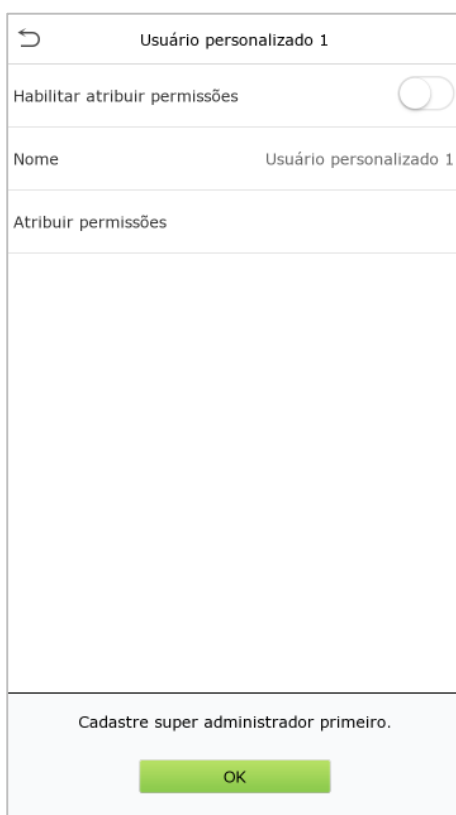 Usuário personalizado 1
Habilitar atribuir permissões
Nome Usuário personalizado 1
Atribuir permissões
Cadastre super administrador primeiro.
OK